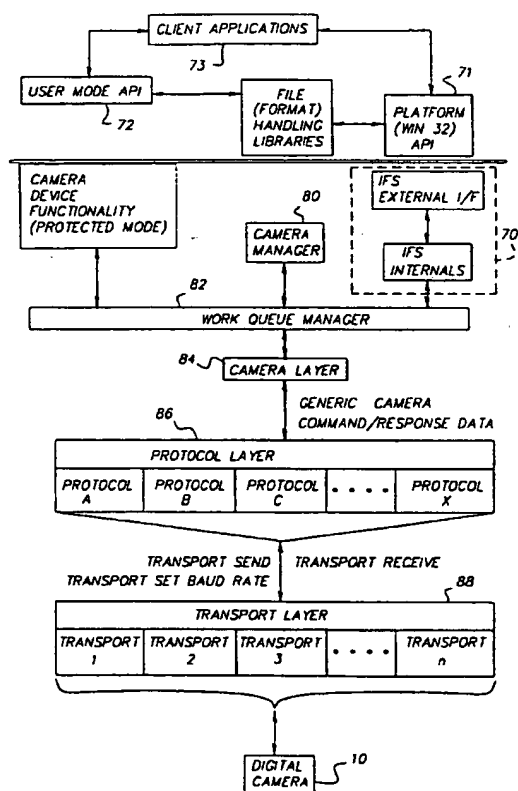 CLIENT APPLICATIONS
73
USER MODE API
72
FILE
(FORMAT)
HANDLING
LIBRARIES
71
PLATFORM
(WIN 32)
API
CAMERA
DEVICE
FUNCTIONALITY
(PROTECTED MODE)
80
CAMERA
MANAGER
IFS
EXTERNAL I/F
IFS
INTERNALS
70
82
WORK QUEUE MANAGER
84
CAMERA LAYER
GENERIC CAMERA
COMMAND/RESPONSE DATA
86
PROTOCOL LAYER
PROTOCOL
A
PROTOCOL
B
PROTOCOL
C
• • • •
PROTOCOL
X
TRANSPORT SEND
TRANSPORT SET BAUD RATE
TRANSPORT RECEIVE
88
TRANSPORT LAYER
TRANSPORT
1
TRANSPORT
2
TRANSPORT
3
• • • •
TRANSPORT
n
DIGITAL
CAMERA
10